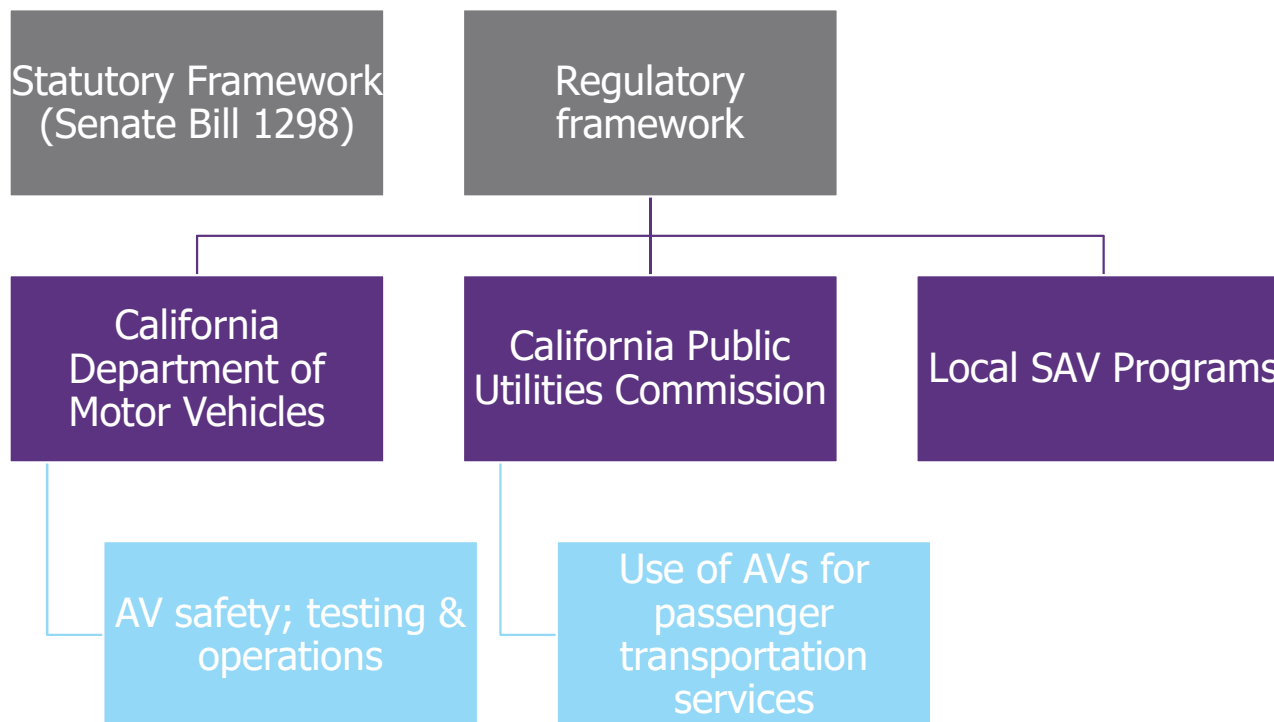 Statutory Framework
(Senate Bill 1298)
Regulatory
framework
California
Department of
Motor Vehicles
California Public
Utilities Commission
Local SAV Programs
AV safety; testing &
operations
Use of AVs for
passenger
transportation
services